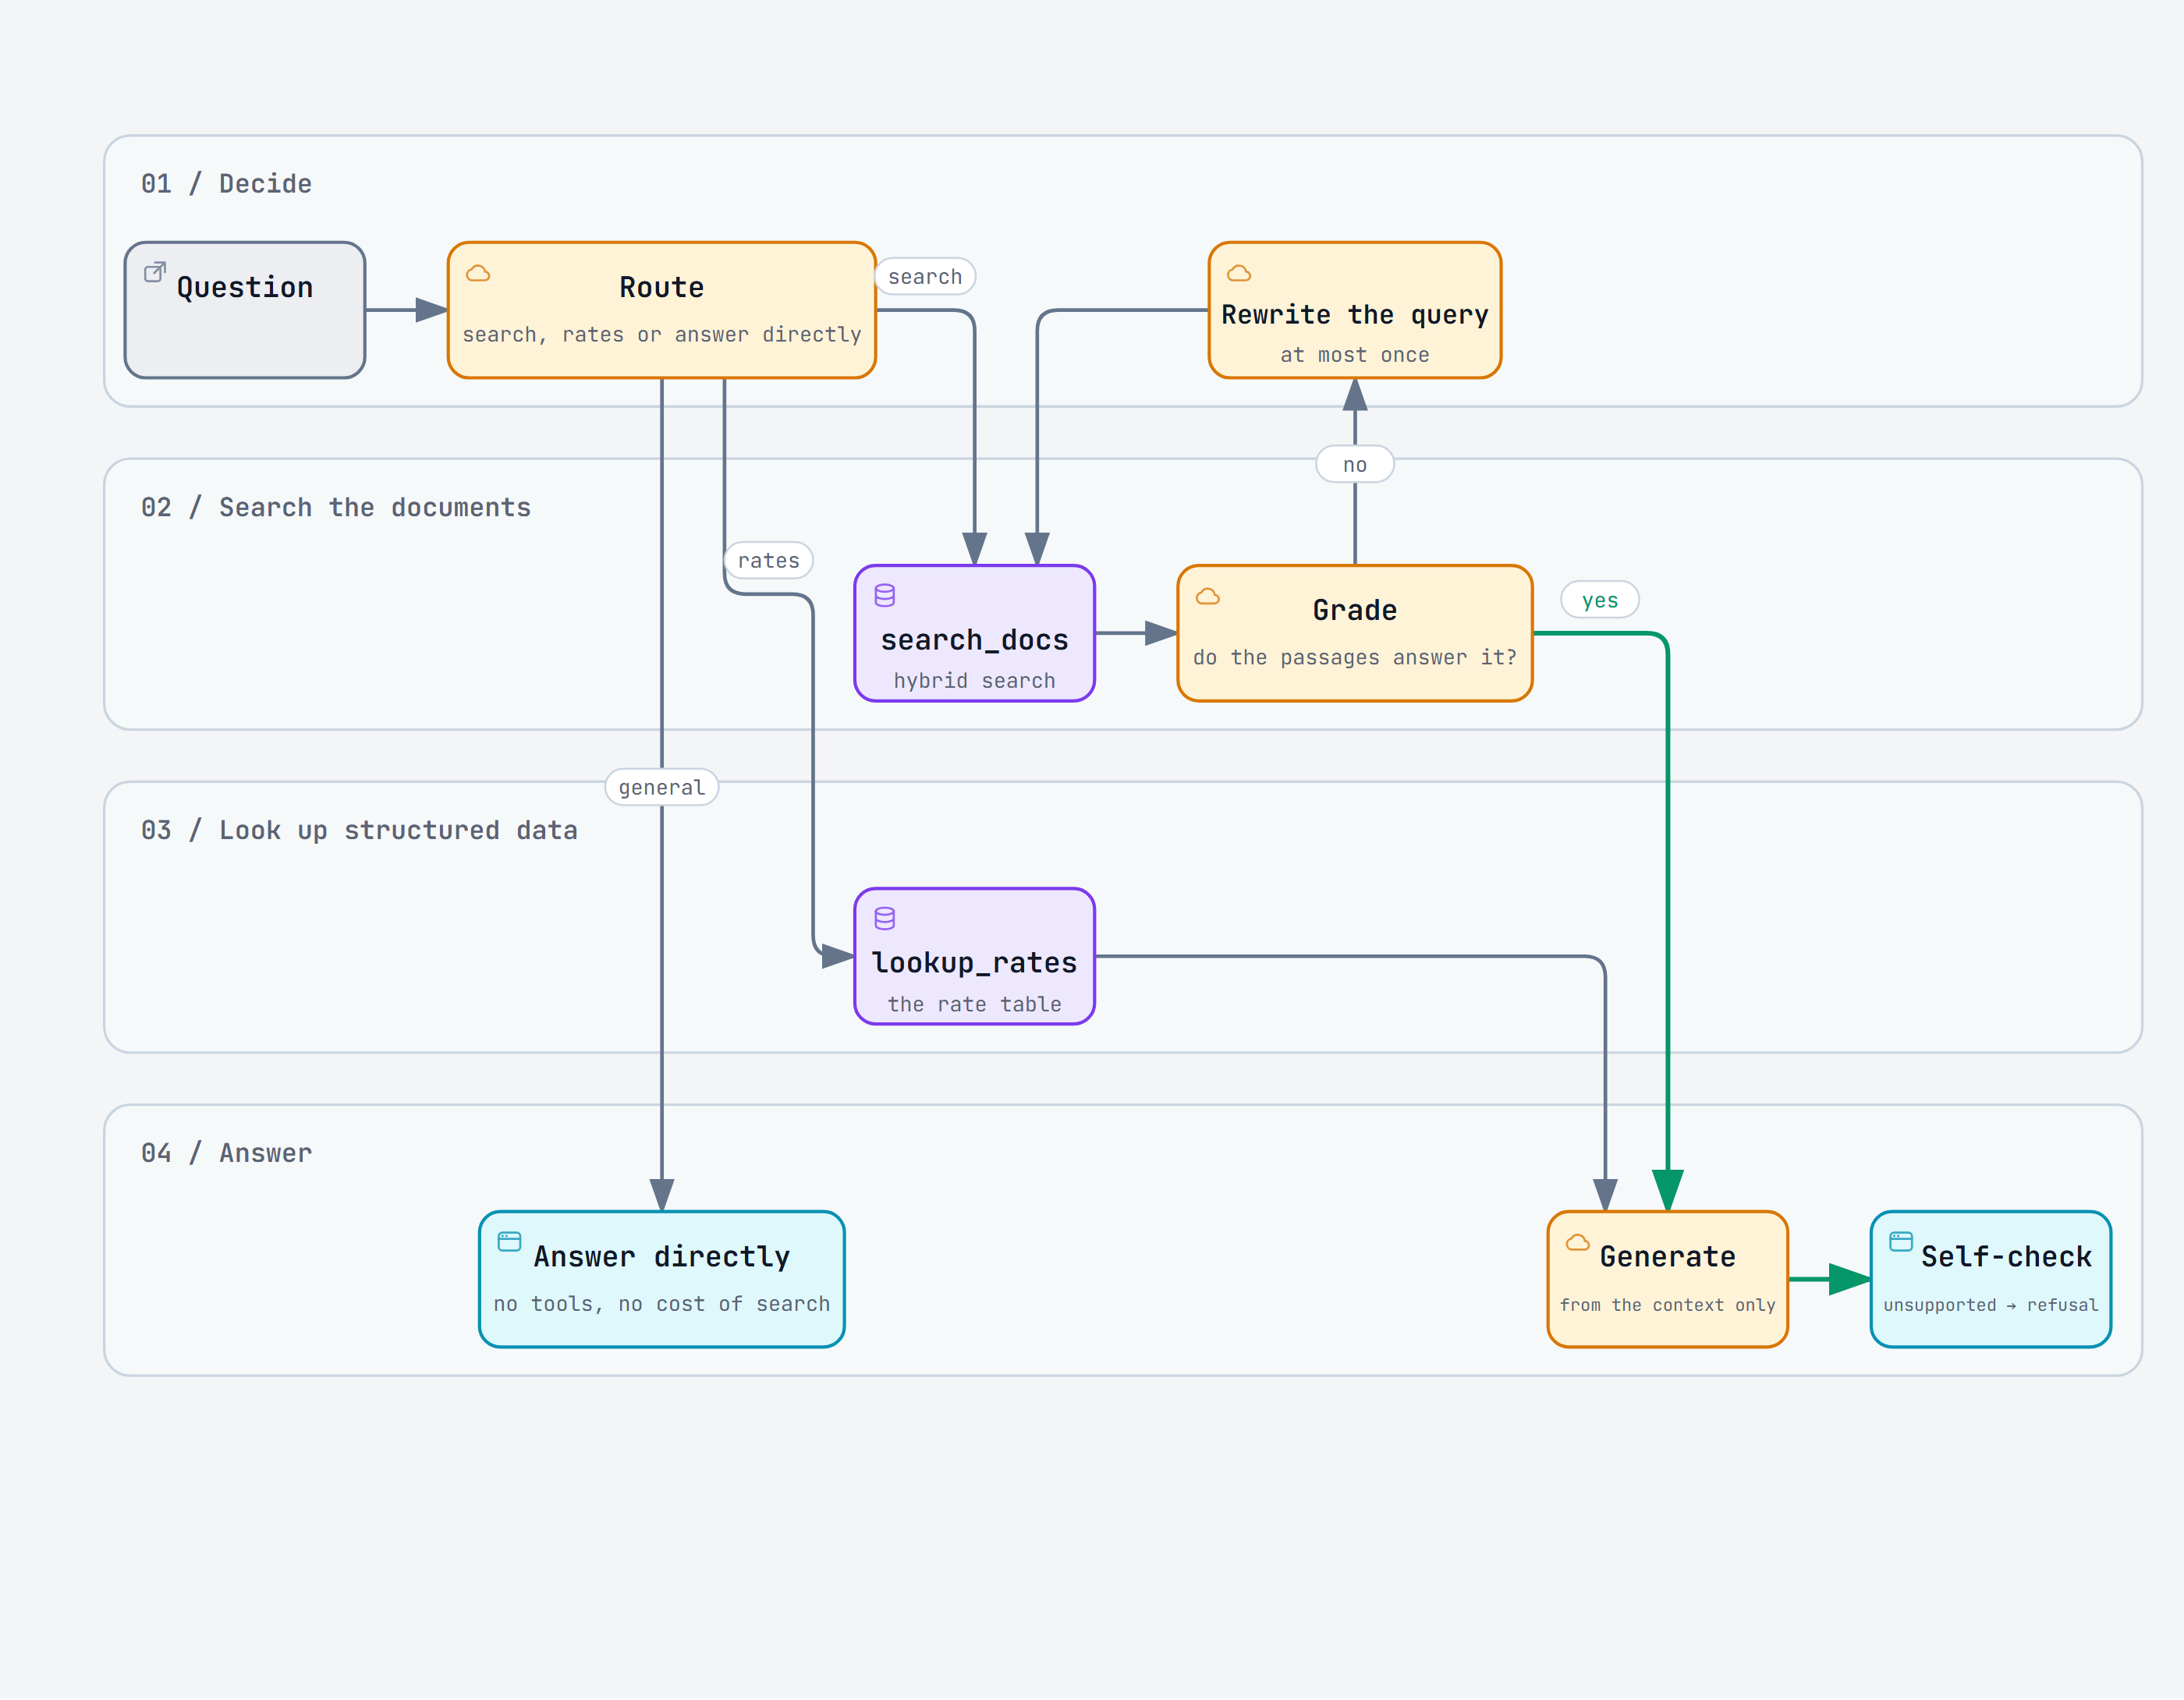 01 / Decide
Question
Route
search, rates or answer directly
search
Rewrite the query
at most once
no
02 / Search the documents
rates
search_docs
hybrid search
Grade
do the passages answer it?
yes
general
03 / Look up structured data
lookup_rates
the rate table
04 / Answer
Answer directly
no tools, no cost of search
Generate
from the context only
Self-check
unsupported → refusal